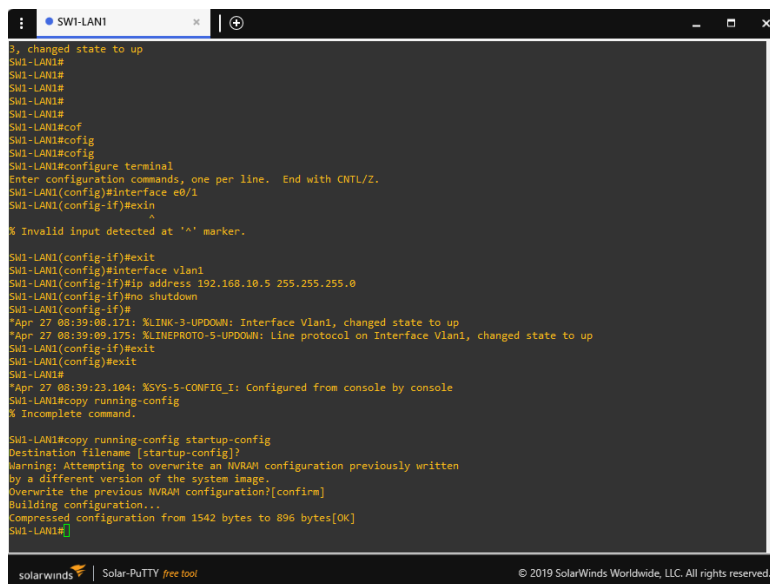 SW1-LAN1
3, changed state to up
SW1-LAN1#
SW1-LAN1#
SW1-LAN1#
SW1-LAN1#
SW1-LAN1#
SW1-LAN1#cof
SW1-LAN1#cofig
SW1-LAN1#cofig
SW1-LAN1#configure terminal
Enter configuration commands, one per line.  End with CNTL/Z.
SW1-LAN1(config)#interface e0/1
SW1-LAN1(config-if)#exin
^
% Invalid input detected at '^' marker.
SW1-LAN1(config-if)#exit
SW1-LAN1(config)#interface vlan1
SW1-LAN1(config-if)#ip address 192.168.10.5 255.255.255.0
SW1-LAN1(config-if)#no shutdown
SW1-LAN1(config-if)#
*Apr 27 08:39:08.171: %LINK-3-UPDOWN: Interface Vlan1, changed state to up
*Apr 27 08:39:09.175: %LINEPROTO-5-UPDOWN: Line protocol on Interface Vlan1, changed state to up
SW1-LAN1(config-if)#exit
SW1-LAN1(config)#exit
SW1-LAN1#
*Apr 27 08:39:23.104: %SYS-5-CONFIG_I: Configured from console by console
SW1-LAN1#copy running-config
% Incomplete command.
SW1-LAN1#copy running-config startup-config
Destination filename [startup-config]?
Warning: Attempting to overwrite an NVRAM configuration previously written
by a different version of the system image.
Overwrite the previous NVRAM configuration?[confirm]
Building configuration...
Compressed configuration from 1542 bytes to 896 bytes[OK]
SW1-LAN1#
solarwinds Solar-PuTTY free tool © 2019 SolarWinds Worldwide, LLC. All rights reserved.